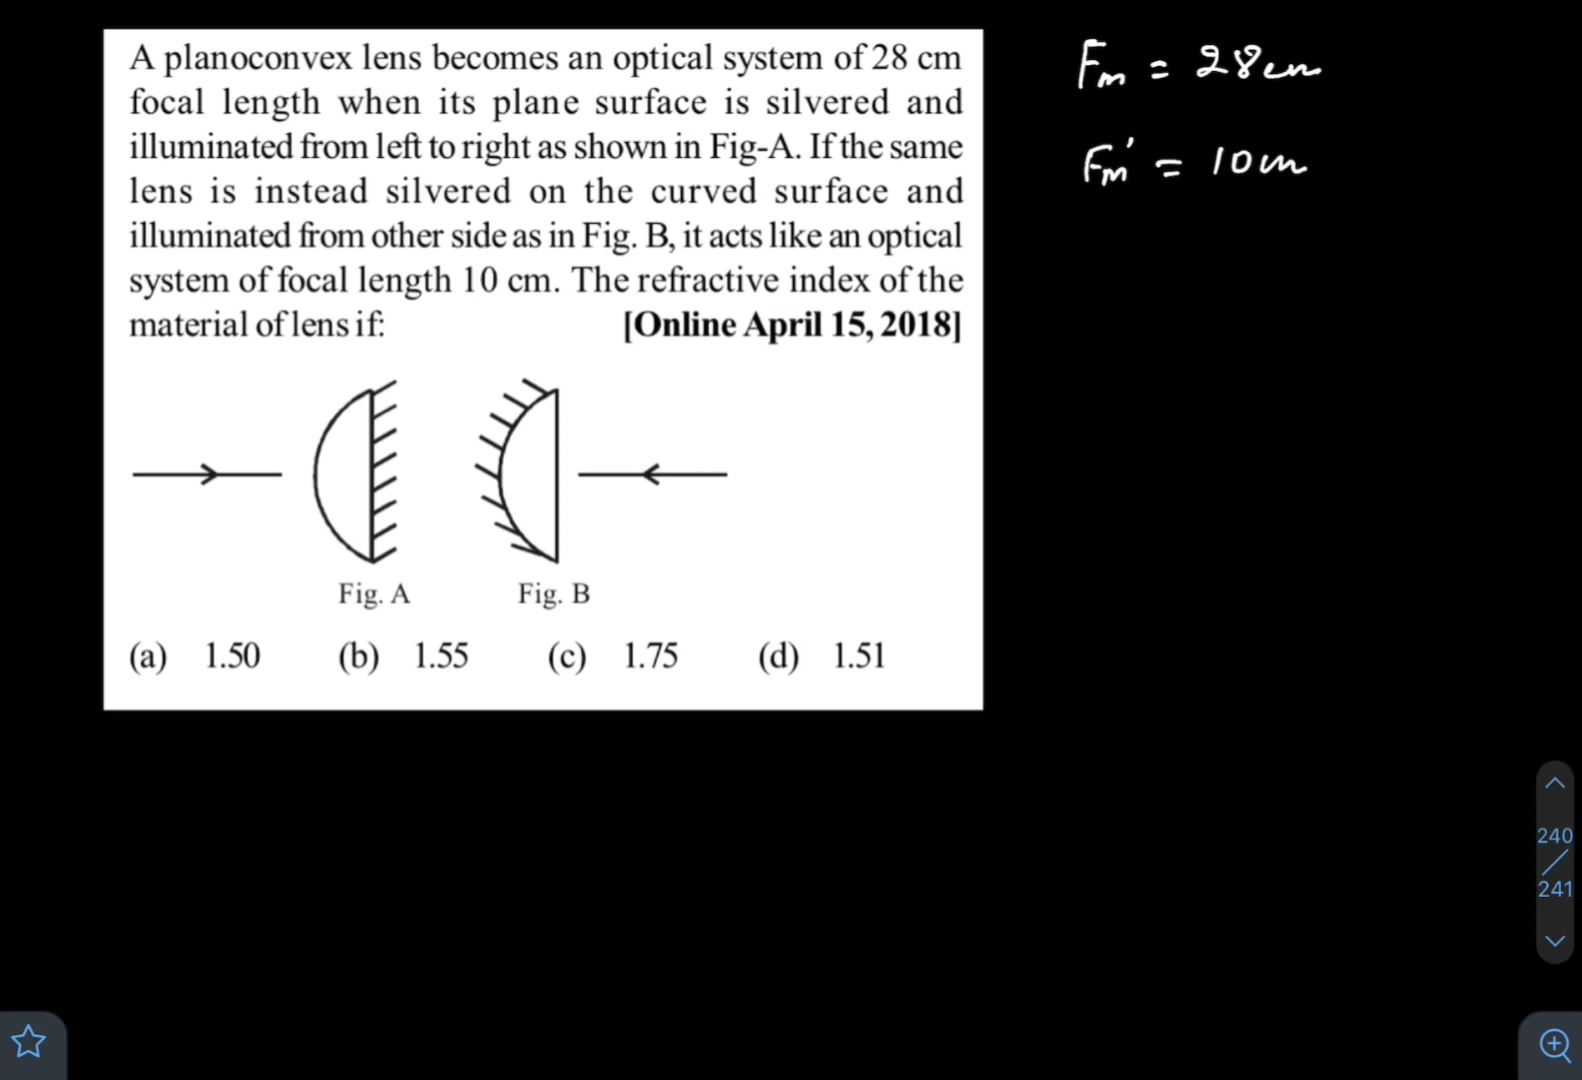 A planoconvex lens becomes an optical system of 28 cm
focal length when its plane surface is silvered and
illuminated from left to right as shown in Fig-A. If the same
lens is instead silvered on the curved surface and
illuminated from other side as in Fig. B, it acts like an optical
system of focal length 10 cm. The refractive index of the
material of lens if: [Online April 15, 2018]
Fig. A Fig. B
(a) 1.50 (b) 1.55 (c) 1.75 (d) 1.51
Fm = 28cm
Fm' = 10cm
240
/
241